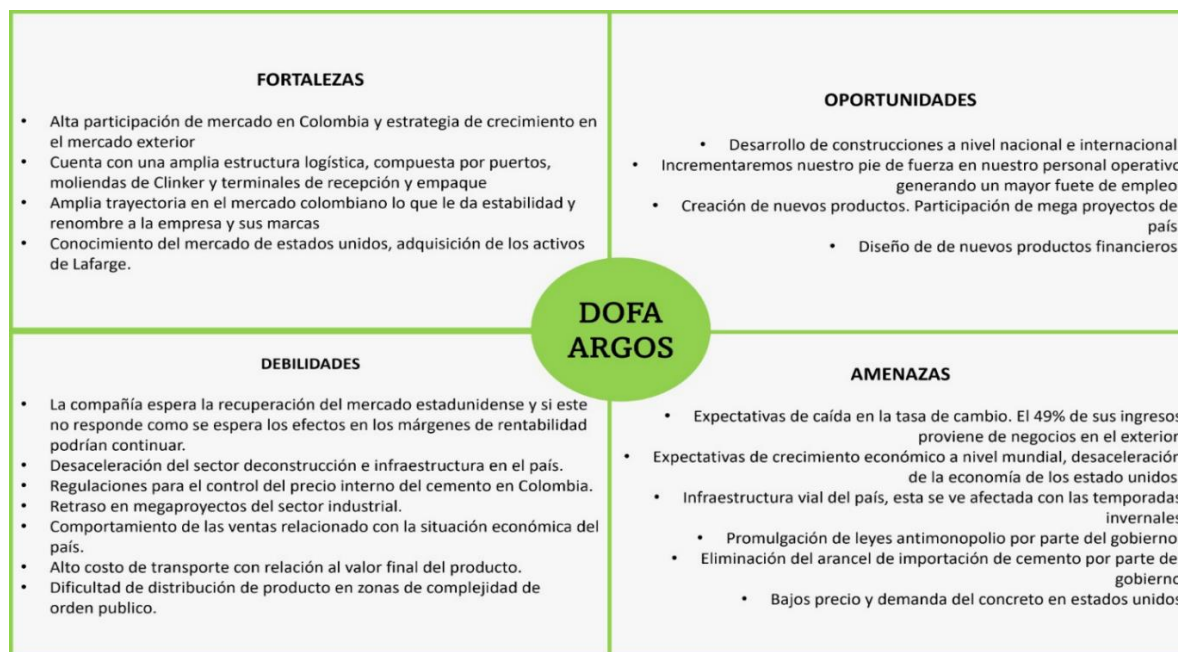 FORTALEZAS
• Alta participación de mercado en Colombia y estrategia de crecimiento en
el mercado exterior
• Cuenta con una amplia estructura logística, compuesta por puertos,
moliendas de Clinker y terminales de recepción y empaque
• Amplia trayectoria en el mercado colombiano lo que le da estabilidad y
renombre a la empresa y sus marcas
• Conocimiento del mercado de estados unidos, adquisición de los activos
de Lafarge.
OPORTUNIDADES
• Desarrollo de construcciones a nivel nacional e internacional
• Incrementaremos nuestro pie de fuerza en nuestro personal operativo
generando un mayor fuete de empleo
• Creación de nuevos productos. Participación de mega proyectos de
país
• Diseño de de nuevos productos financieros
DOFA
ARGOS
DEBILIDADES
• La compañía espera la recuperación del mercado estadunidense y si este
no responde como se espera los efectos en los márgenes de rentabilidad
podrían continuar.
• Desaceleración del sector deconstrucción e infraestructura en el país.
• Regulaciones para el control del precio interno del cemento en Colombia.
• Retraso en megaproyectos del sector industrial.
• Comportamiento de las ventas relacionado con la situación económica del
país.
• Alto costo de transporte con relación al valor final del producto.
• Dificultad de distribución de producto en zonas de complejidad de
orden publico.
AMENAZAS
• Expectativas de caída en la tasa de cambio. El 49% de sus ingresos
proviene de negocios en el exterior
• Expectativas de crecimiento económico a nivel mundial, desaceleración
de la economía de los estado unidos
• Infraestructura vial del país, esta se ve afectada con las temporadas
invernales
• Promulgación de leyes antimonopolio por parte del gobierno
• Eliminación del arancel de importación de cemento por parte de
gobierno
• Bajos precio y demanda del concreto en estados unidos